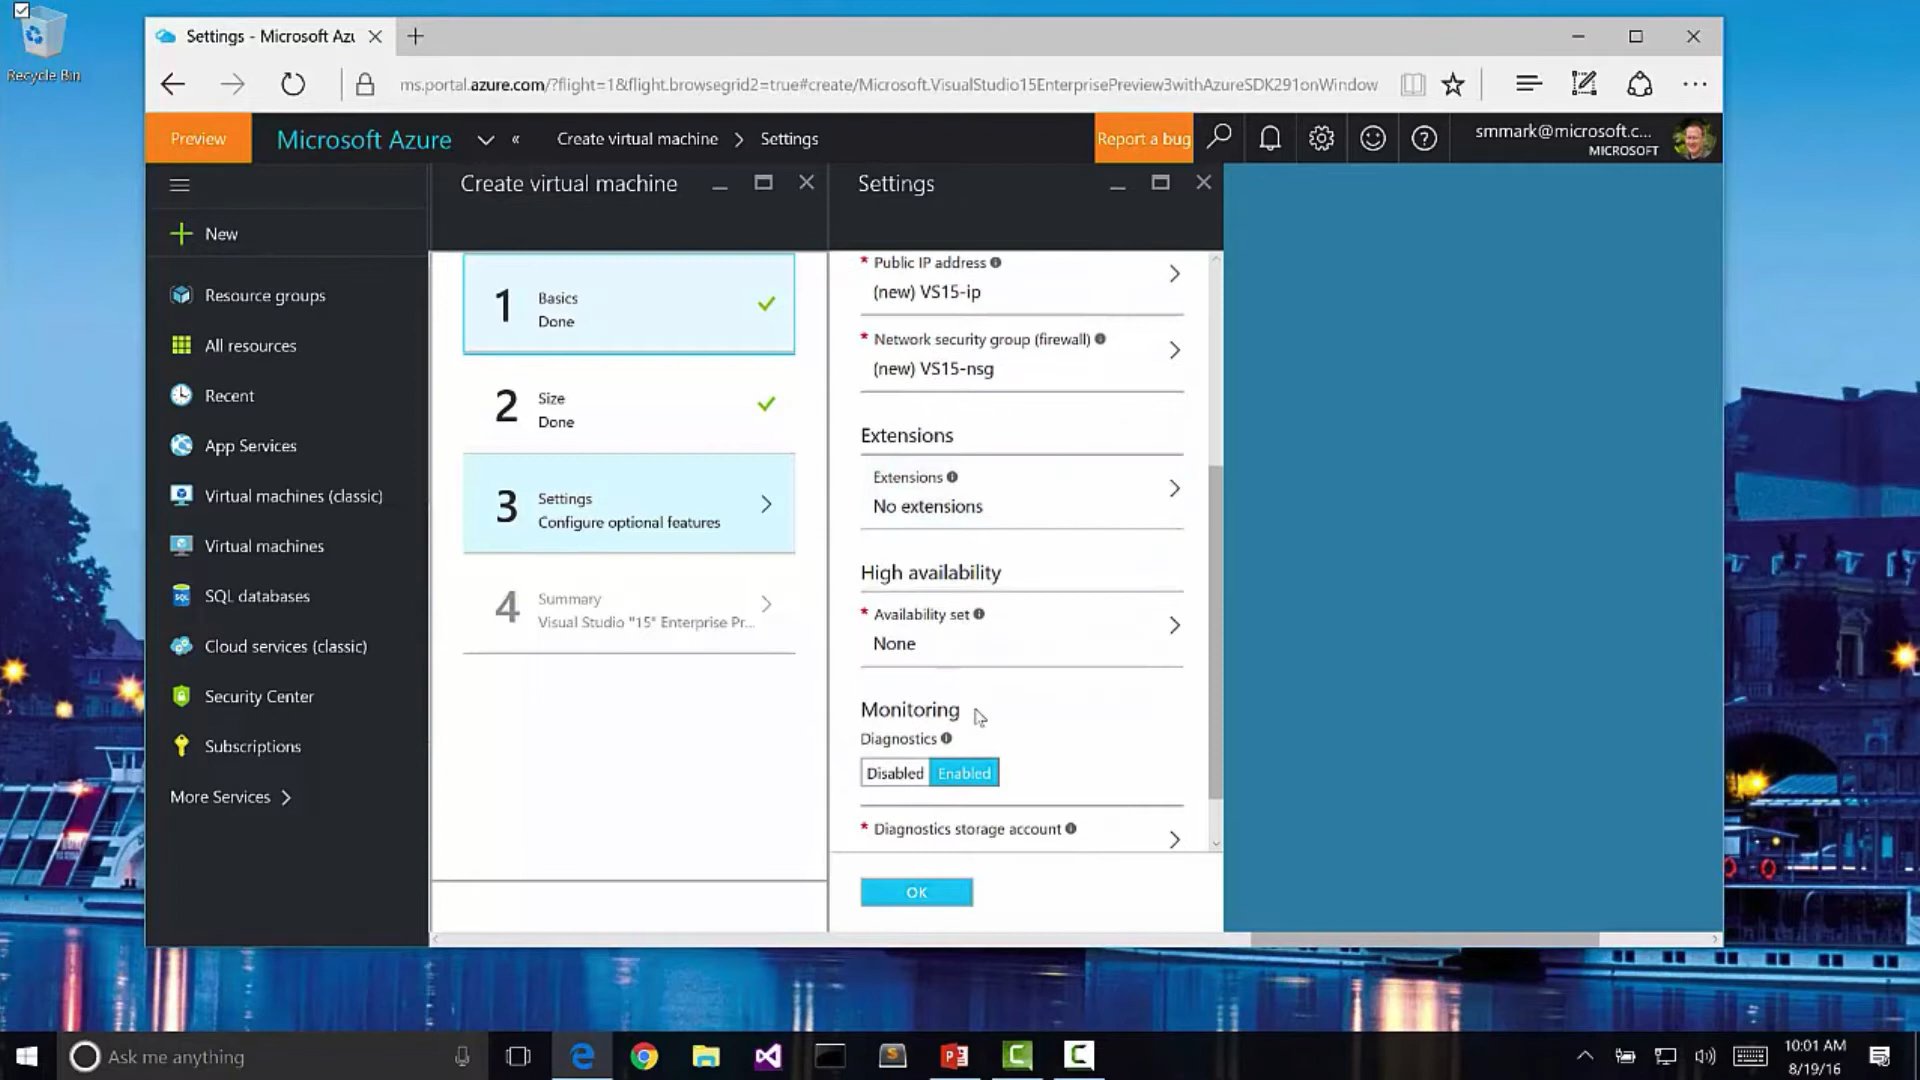 Recycle Bin
Settings - Microsoft Azu
ms.portal.azure.com/?flight=1&flight.browsegrid2=true#create/Microsoft.VisualStudio15EnterprisePreview3withAzureSDK291onWindow
Preview
Microsoft Azure
«
Create virtual machine
Settings
Report a bug
smmark@microsoft.c...
MICROSOFT
New
Resource groups
All resources
Recent
App Services
Virtual machines (classic)
Virtual machines
SQL databases
Cloud services (classic)
Security Center
Subscriptions
More Services
Create virtual machine
1
Basics
Done
2
Size
Done
3
Settings
Configure optional features
4
Summary
Visual Studio "15" Enterprise Pr...
Settings
* Public IP address
(new) VS15-ip
* Network security group (firewall)
(new) VS15-nsg
Extensions
Extensions
No extensions
High availability
* Availability set
None
Monitoring
Diagnostics
Disabled
Enabled
* Diagnostics storage account
OK
Ask me anything
10:01 AM
8/19/16